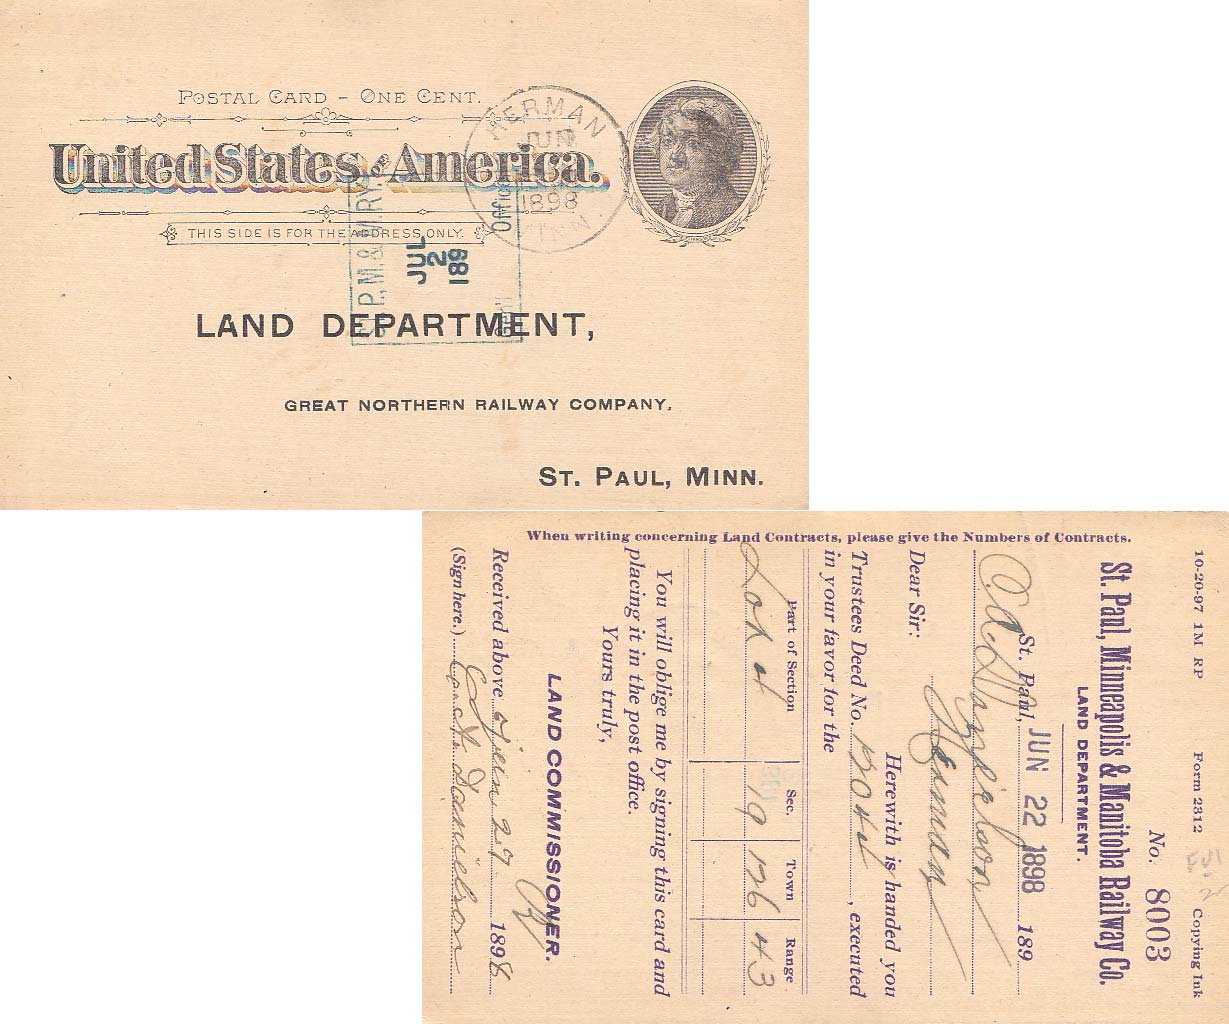 POSTAL CARD - ONE CENT.
United States of America.
THIS SIDE IS FOR THE ADDRESS ONLY.
HERMAN
JUN
1898
MINN.
P., M. & M. RY.
JUL
2
189
LAND DEPARTMENT,
GREAT NORTHERN RAILWAY COMPANY,
ST. PAUL, MINN.
10-20-97 1M RP Form 2312 Copying Ink
No. 8003
St. Paul, Minneapolis & Manitoba Railway Co.
LAND DEPARTMENT.
St. Paul, JUN 22 1898 189
O. A.
Herman
Dear Sir:
Herewith is handed you
Trustees Deed No. 12044, executed
in your favor for the
Part of Section Sec. Town Range
Lot 4 19 126 43
You will oblige me by signing this card and
placing it in the post office.
Yours truly,
LAND COMMISSIONER.
Received above Jun 29 1898
(Sign here.) Danielson
When writing concerning Land Contracts, please give the Numbers of Contracts.